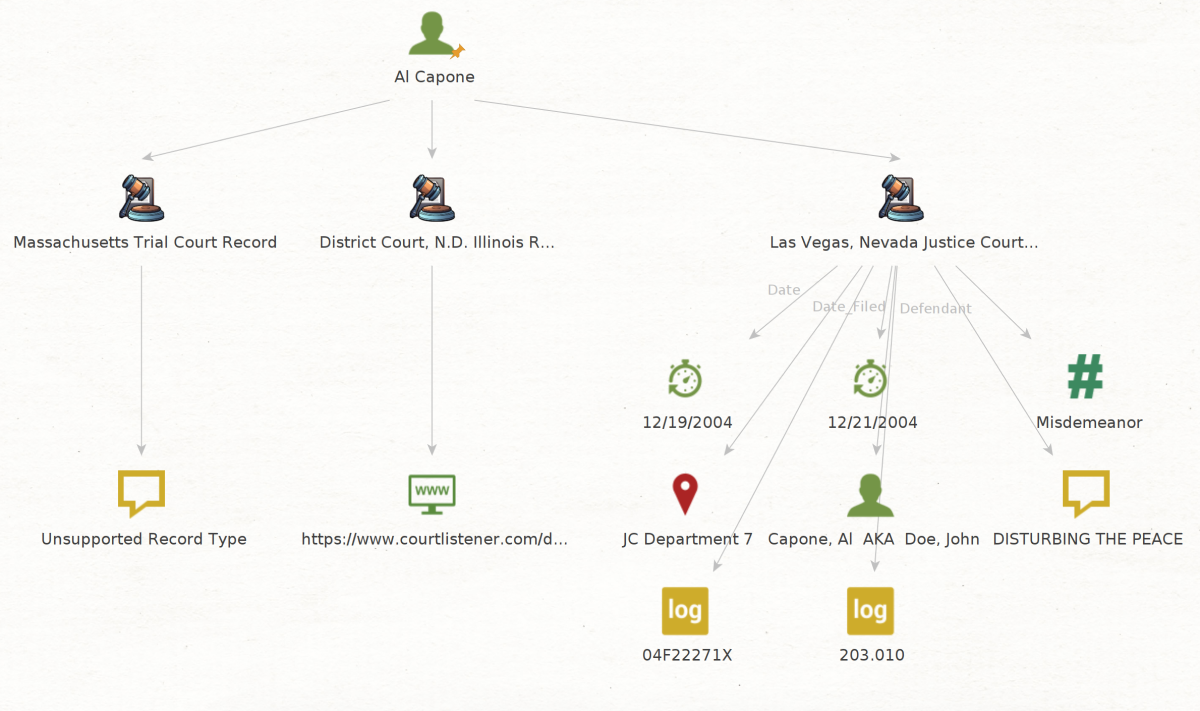 Al Capone
Massachusetts Trial Court Record
District Court, N.D. Illinois R...
Las Vegas, Nevada Justice Court...
Date
Date_Filed
Defendant
12/19/2004
12/21/2004
Misdemeanor
www
Unsupported Record Type
https://www.courtlistener.com/d...
JC Department 7
Capone, Al  AKA  Doe, John
DISTURBING THE PEACE
log
log
04F22271X
203.010